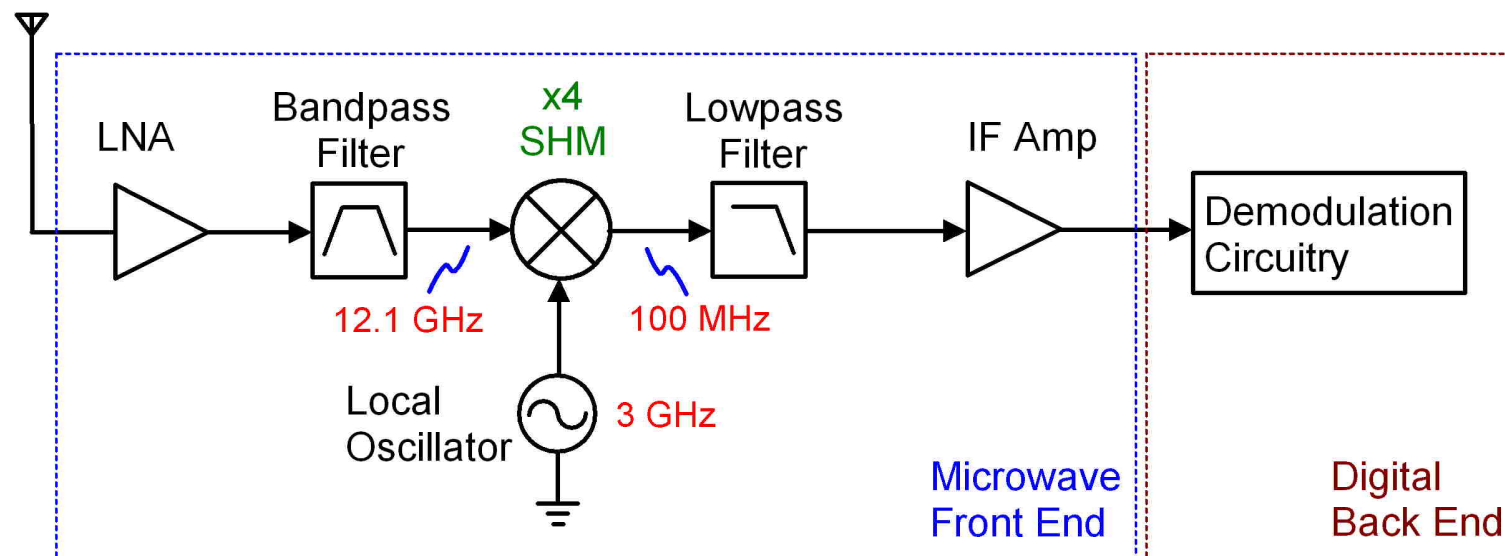 LNA
Bandpass
Filter
x4
SHM
Lowpass
Filter
IF Amp
Demodulation
Circuitry
12.1 GHz
100 MHz
Local
Oscillator
3 GHz
Microwave
Front End
Digital
Back End